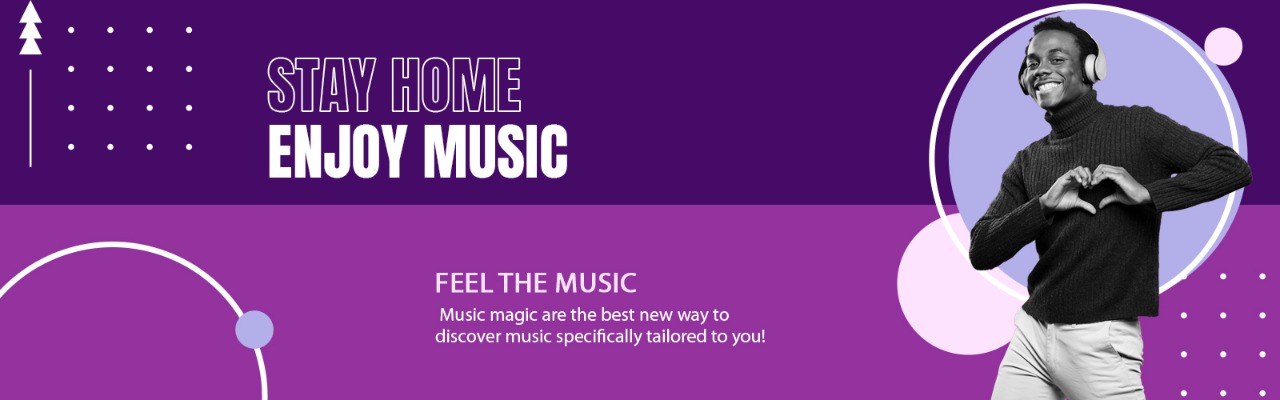 STAY HOME
ENJOY MUSIC
FEEL THE MUSIC
Music magic are the best new way to
discover music specifically tailored to you!